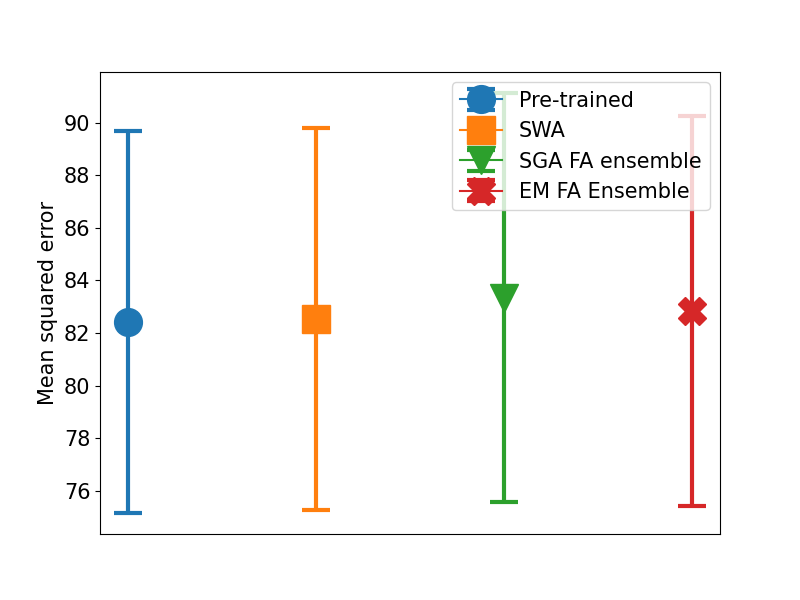 Mean squared error
90
88
86
84
82
80
78
76
Pre-trained
SWA
SGA FA ensemble
EM FA Ensemble